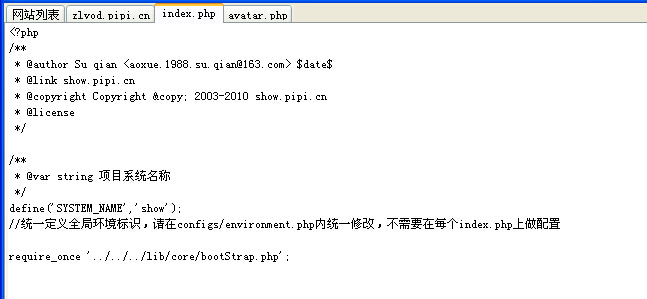 网站列表 zlvod.pipi.cn index.php avatar.php
<?php
/**
 * @author Su qian <aoxue.1988.su.qian@163.com> $date$
 * @link show.pipi.cn
 * @copyright Copyright &copy; 2003-2010 show.pipi.cn
 * @license
 */
/**
 * @var string 项目系统名称
 */
define('SYSTEM_NAME','show');
//统一定义全局环境标识，请在configs/environment.php内统一修改，不需要在每个index.php上做配置
require_once '../../../lib/core/bootStrap.php';